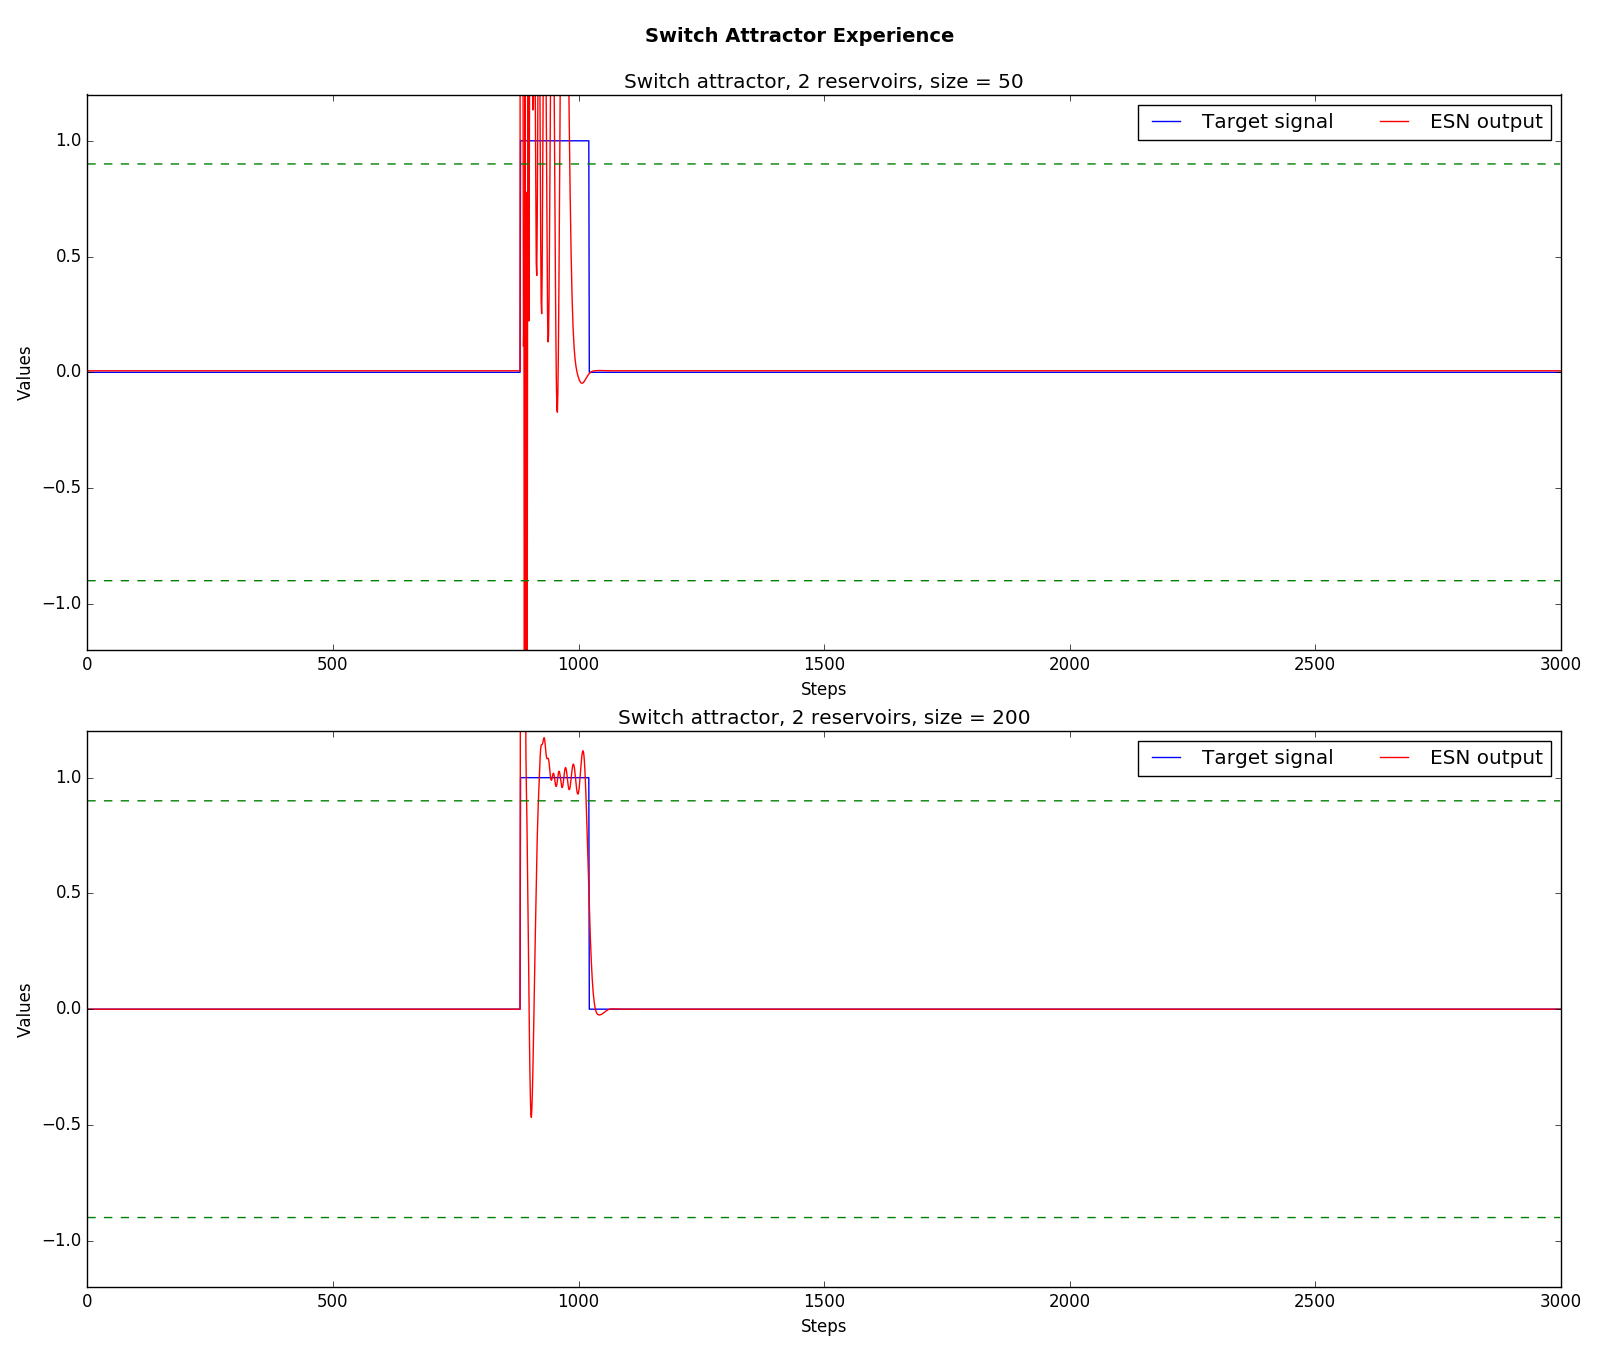 Switch Attractor Experience
Switch attractor, 2 reservoirs, size = 50
Target signal ESN output
1.0
0.5
0.0
−0.5
−1.0
Values
0 500 1000 1500 2000 2500 3000
Steps
Switch attractor, 2 reservoirs, size = 200
Target signal ESN output
1.0
0.5
0.0
−0.5
−1.0
Values
0 500 1000 1500 2000 2500 3000
Steps